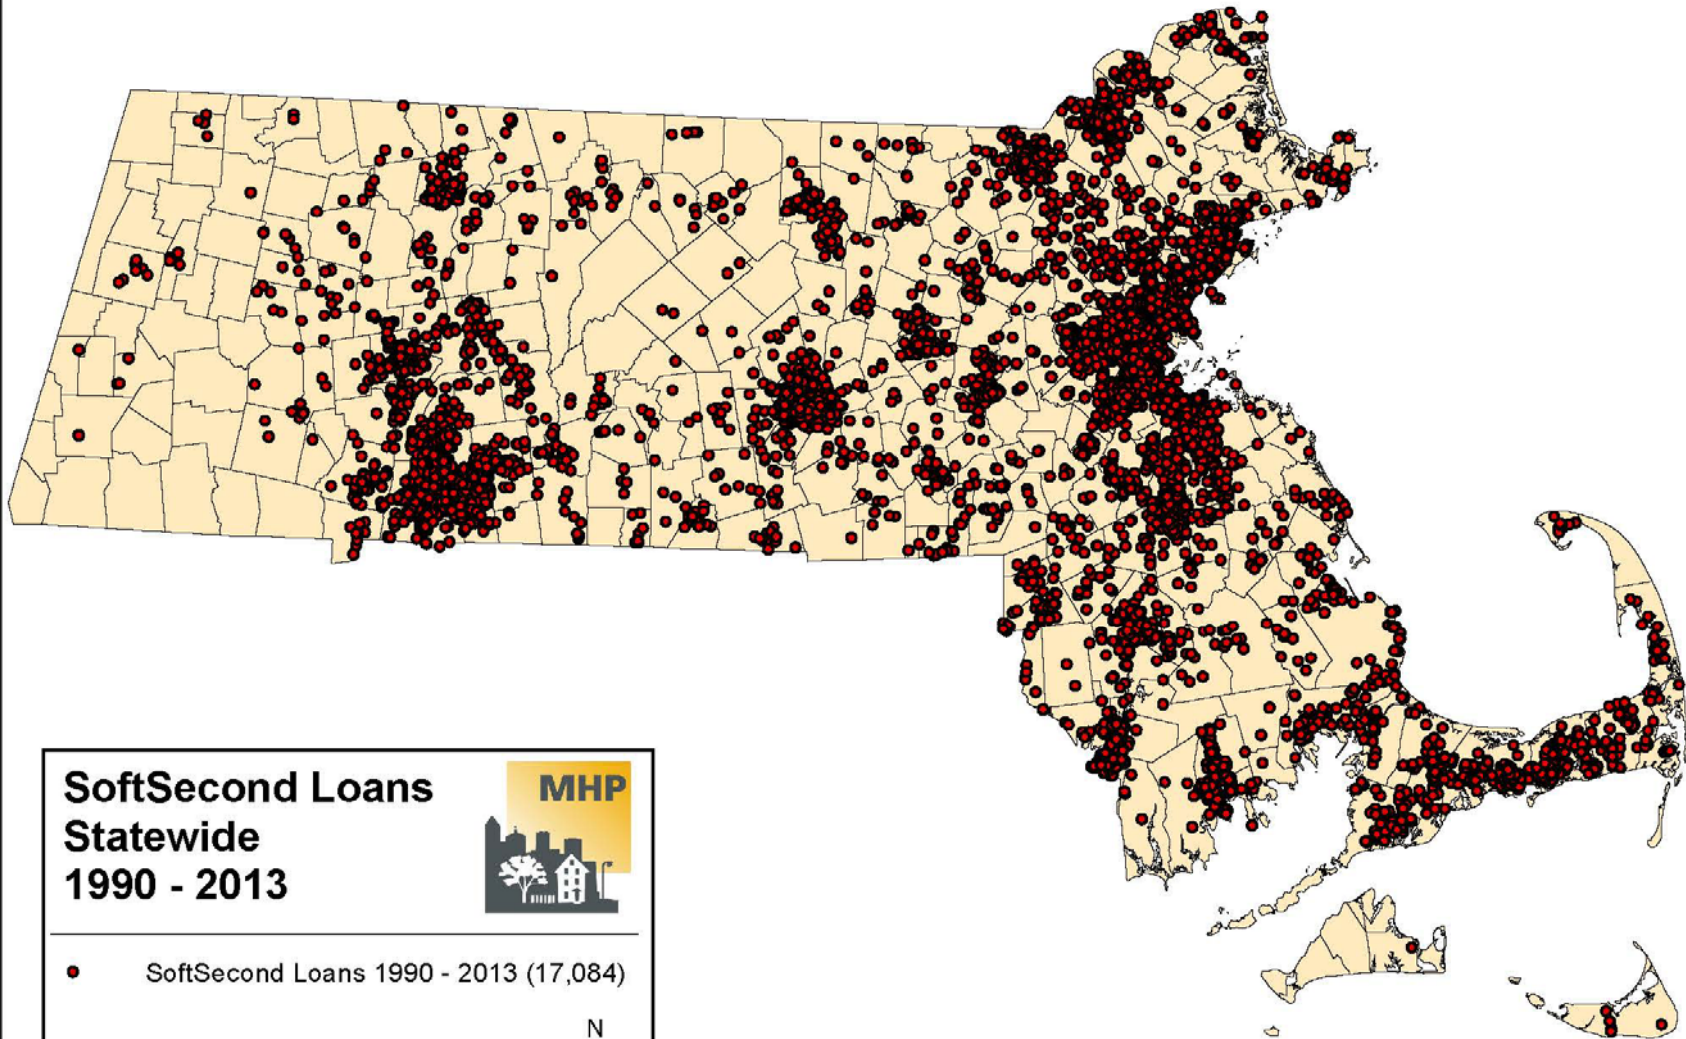 SoftSecond Loans
Statewide
1990 - 2013
MHP
SoftSecond Loans 1990 - 2013 (17,084)
N